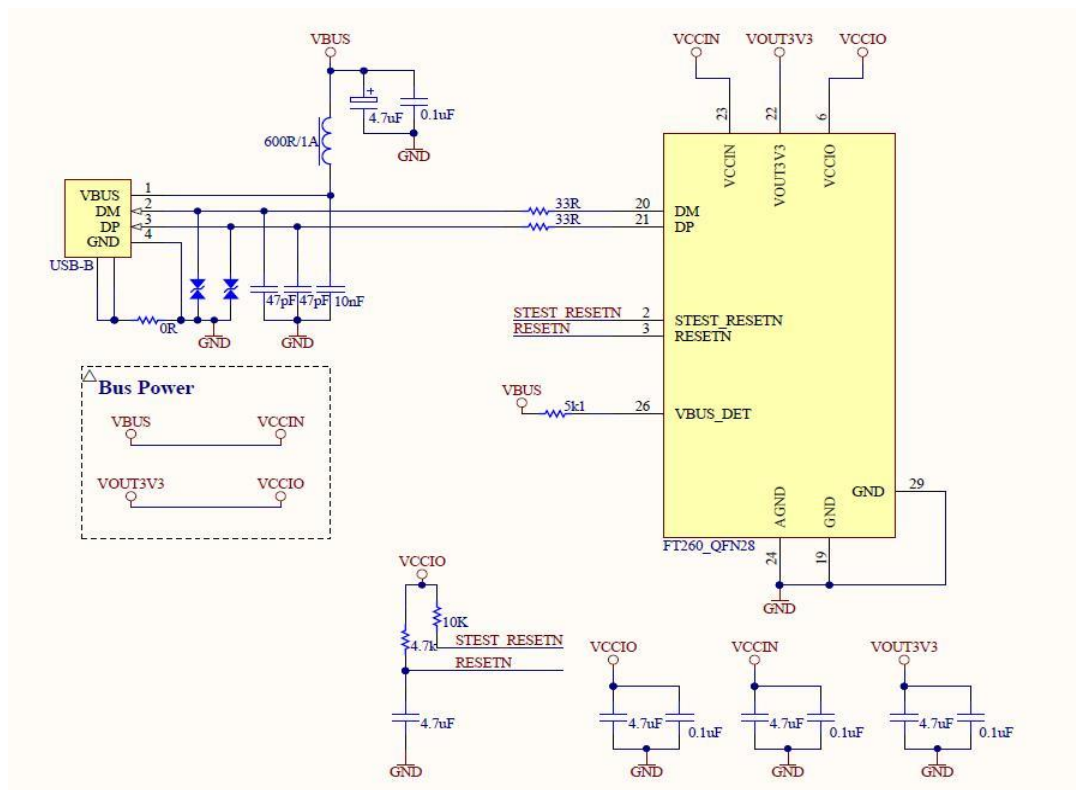 VBUS
VCCIN
VOUT3V3
VCCIO
+
4.7uF
0.1uF
GND
600R/1A
23
22
6
VCCIN
VOUT3V3
VCCIO
VBUS
1
DM
2
DP
3
GND
4
USB-B
33R
20
DM
33R
21
DP
47pF
47pF
10nF
0R
GND
GND
STEST_RESETN
2
STEST_RESETN
RESETN
3
RESETN
Bus Power
VBUS
VCCIN
VOUT3V3
VCCIO
VBUS
5k1
26
VBUS_DET
GND
29
AGND
GND
24
19
FT260_QFN28
GND
VCCIO
10K
4.7k
STEST_RESETN
RESETN
4.7uF
GND
VCCIO
4.7uF
0.1uF
GND
VCCIN
4.7uF
0.1uF
GND
VOUT3V3
4.7uF
0.1uF
GND